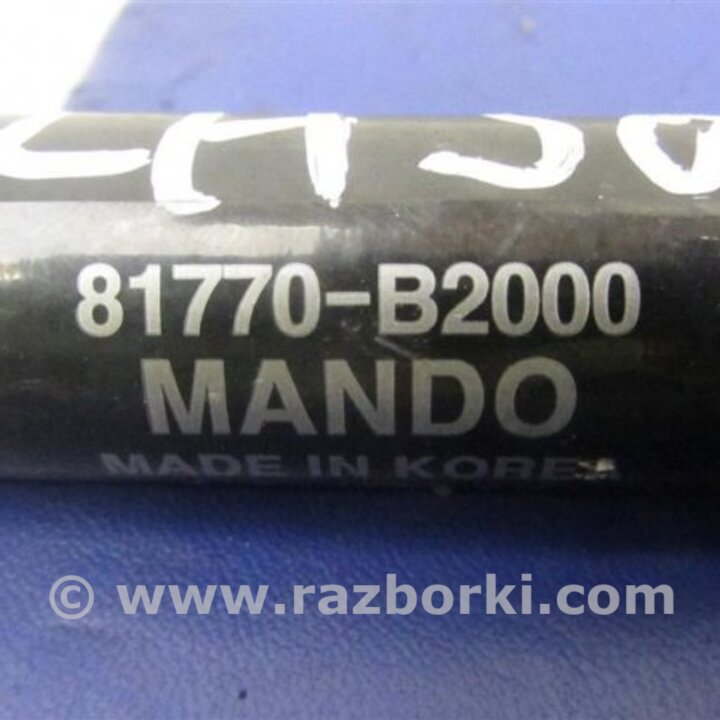 81770-B2000
MANDO
MADE IN KOREA
© www.razborki.com